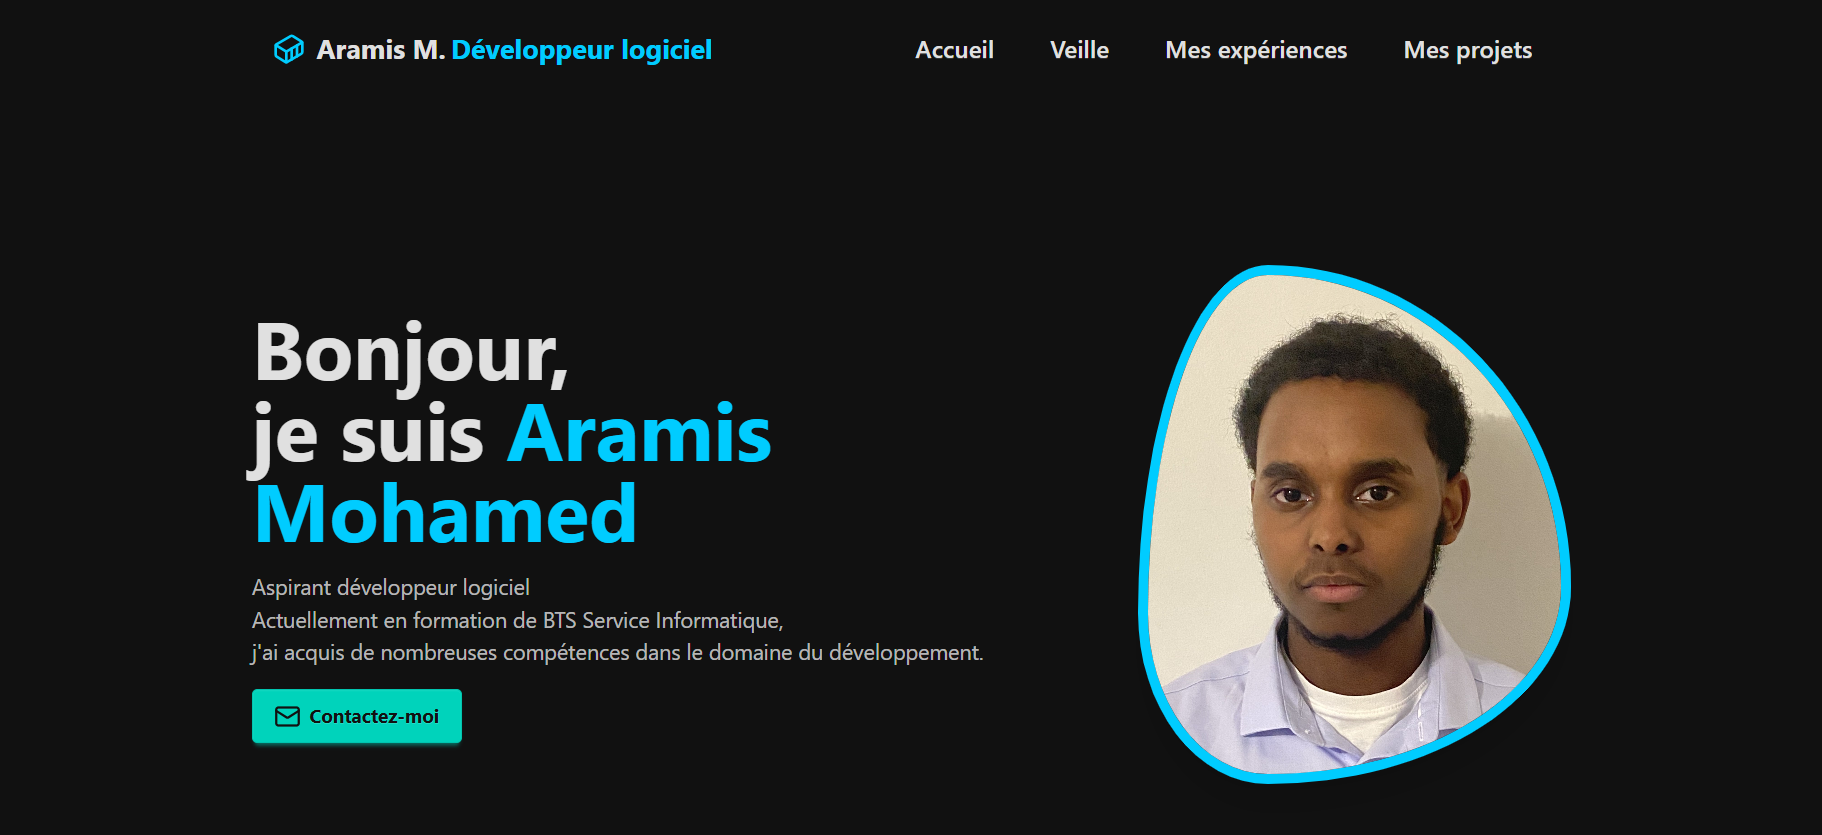 Aramis M. Développeur logiciel
Accueil
Veille
Mes expériences
Mes projets
Bonjour,
je suis Aramis
Mohamed
Aspirant développeur logiciel
Actuellement en formation de BTS Service Informatique,
j'ai acquis de nombreuses compétences dans le domaine du développement.
Contactez-moi